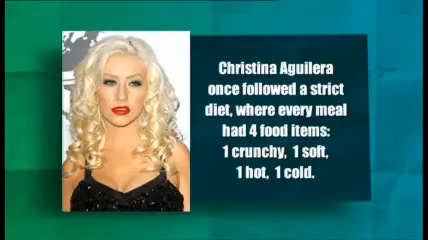 Christina Aguilera
once followed a strict
diet, where every meal
had 4 food items:
1 crunchy, 1 soft,
1 hot, 1 cold.